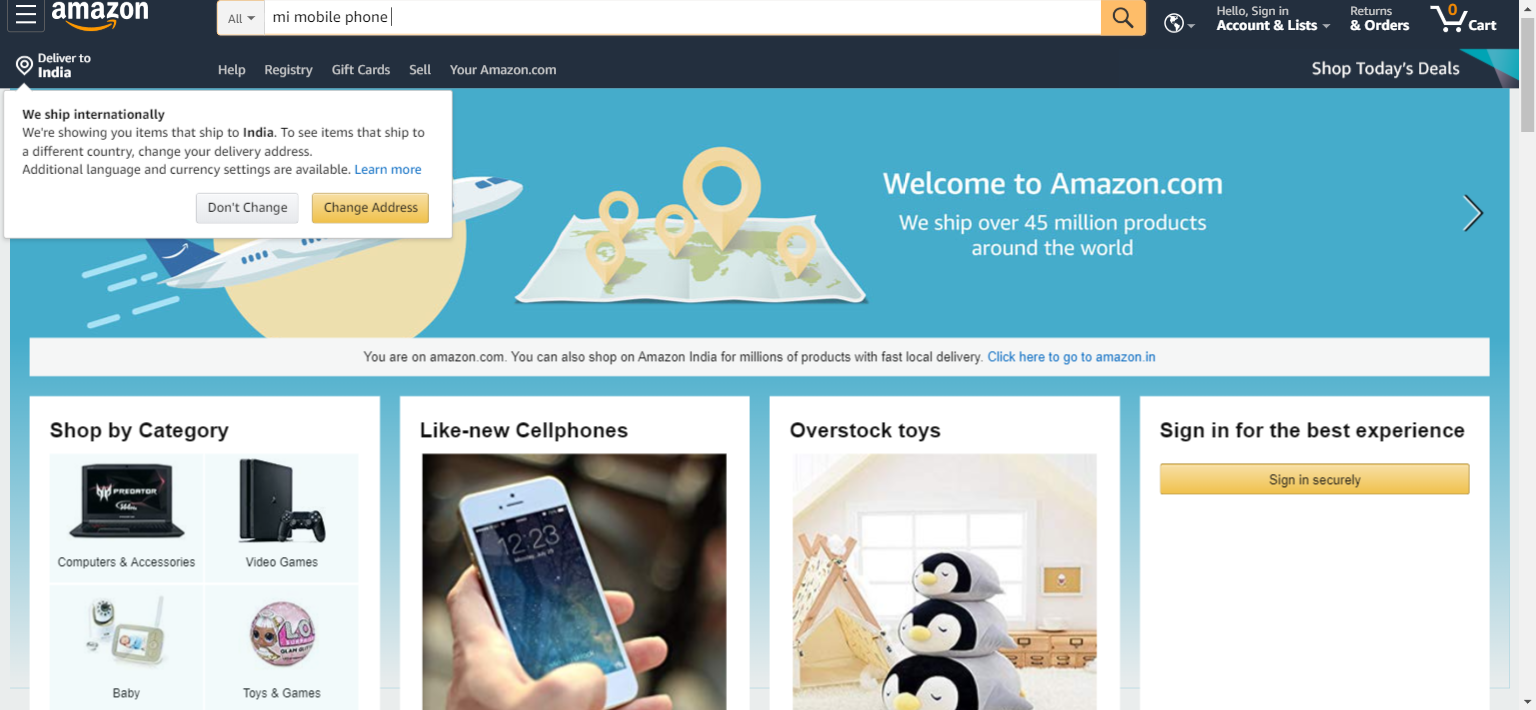 amazon
All
mi mobile phone
Hello, Sign in
Account & Lists
Returns
& Orders
0
Cart
Deliver to
India
Help
Registry
Gift Cards
Sell
Your Amazon.com
Shop Today's Deals
We ship internationally
We're showing you items that ship to India. To see items that ship to
a different country, change your delivery address.
Additional language and currency settings are available. Learn more
Don't Change
Change Address
Welcome to Amazon.com
We ship over 45 million products
around the world
You are on amazon.com. You can also shop on Amazon India for millions of products with fast local delivery. Click here to go to amazon.in
Shop by Category
PREDATOR
Computers & Accessories
Video Games
Baby
Toys & Games
Like-new Cellphones
12:23
Overstock toys
Sign in for the best experience
Sign in securely